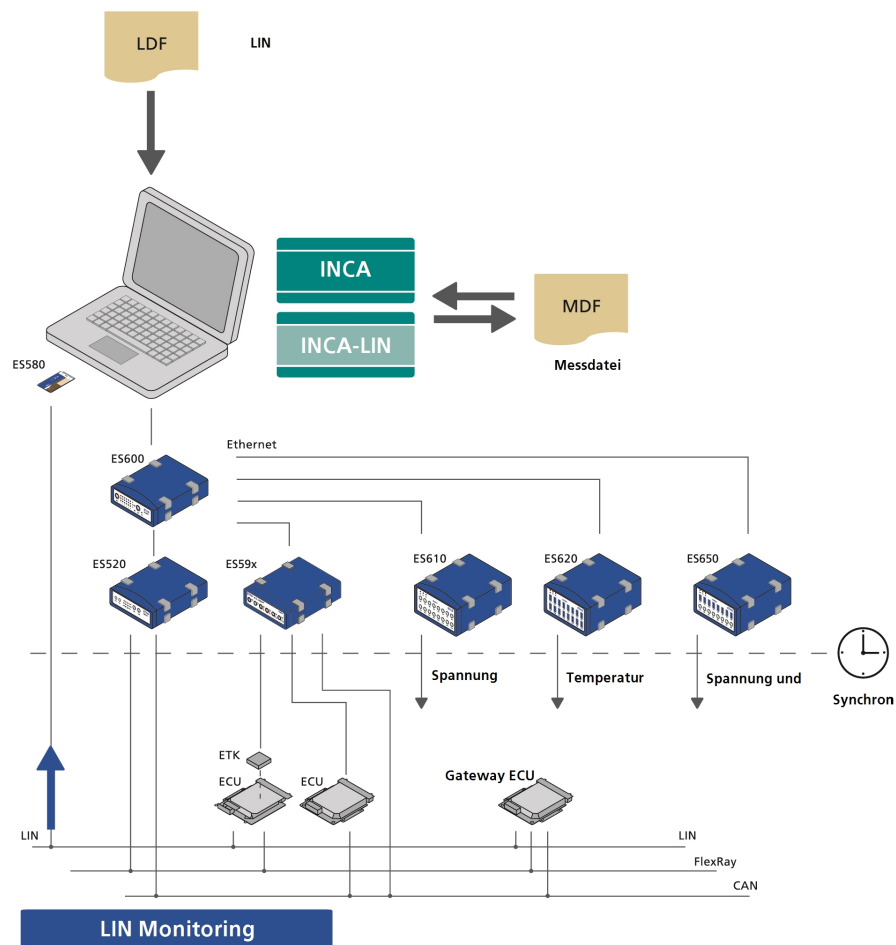 LDF
LIN
INCA
INCA-LIN
MDF
Messdatei
ES580
Ethernet
ES600
ES520
ES59x
ES610
ES620
ES650
Spannung
Temperatur
Spannung und
Synchron
ETK
ECU
ECU
Gateway ECU
LIN
LIN
FlexRay
CAN
LIN Monitoring